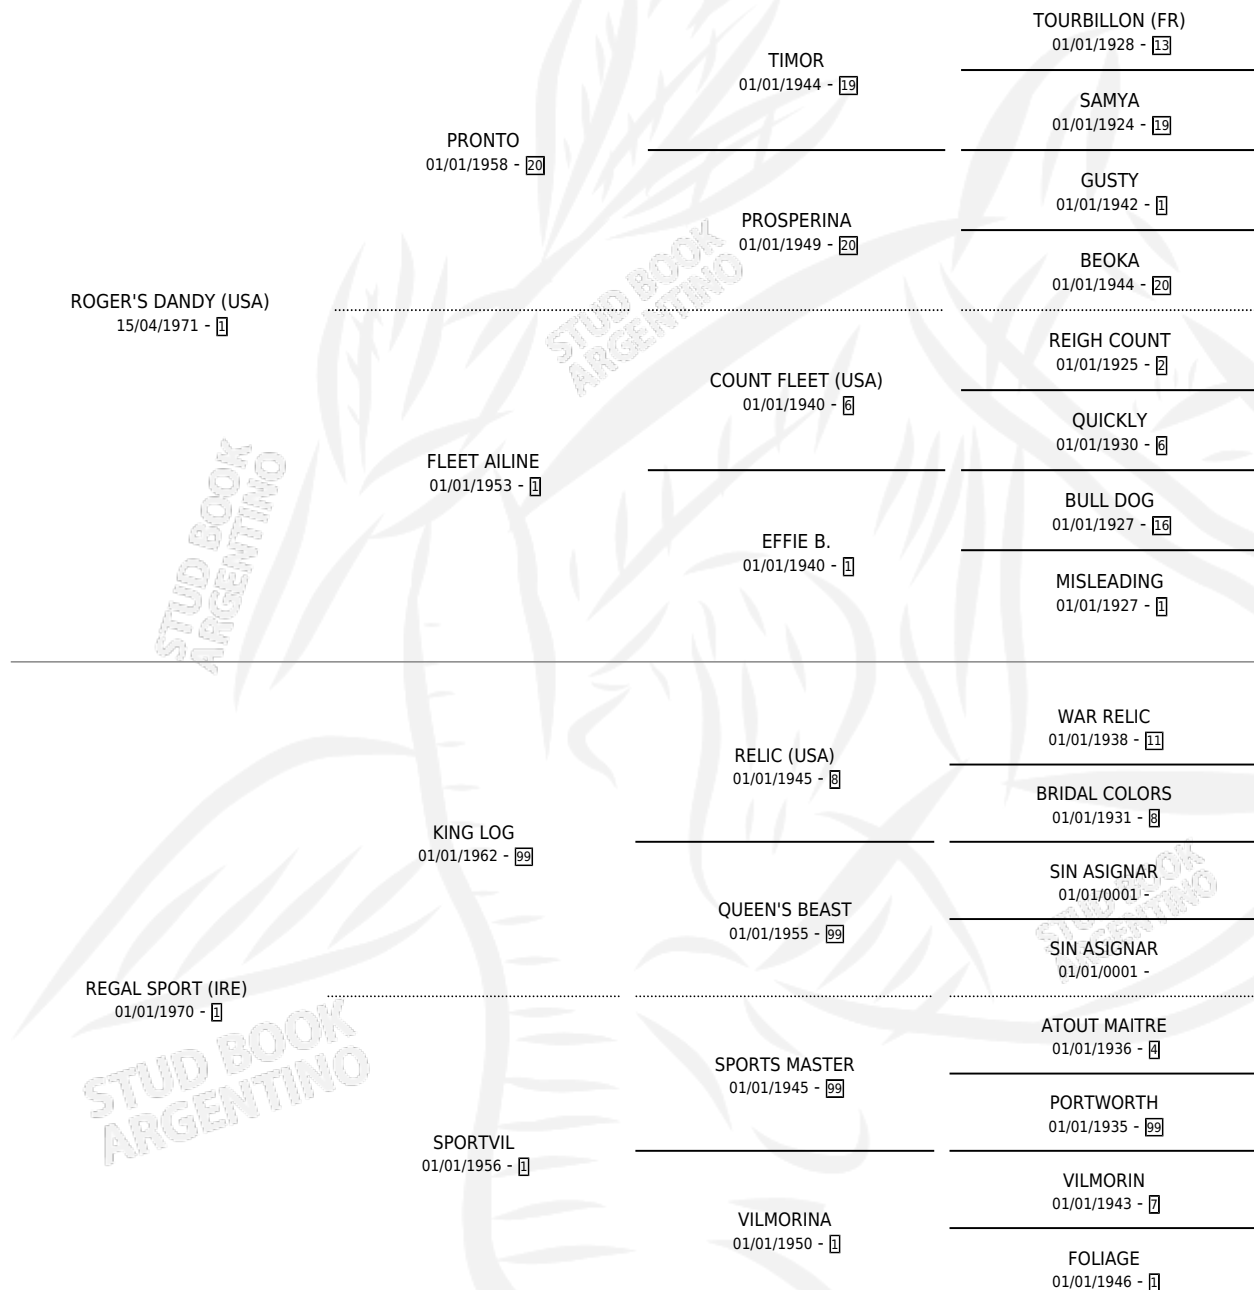 TOURBILLON (FR)
01/01/1928 - 13
TIMOR
01/01/1944 - 19
SAMYA
01/01/1924 - 19
PRONTO
01/01/1958 - 20
GUSTY
01/01/1942 - 1
PROSPERINA
01/01/1949 - 20
BEOKA
01/01/1944 - 20
ROGER'S DANDY (USA)
15/04/1971 - 1
REIGH COUNT
01/01/1925 - 2
COUNT FLEET (USA)
01/01/1940 - 6
QUICKLY
01/01/1930 - 6
FLEET AILINE
01/01/1953 - 1
BULL DOG
01/01/1927 - 16
EFFIE B.
01/01/1940 - 1
MISLEADING
01/01/1927 - 1
STUD BOOK
ARGENTINO
STUD BOOK
ARGENTINO
WAR RELIC
01/01/1938 - 11
RELIC (USA)
01/01/1945 - 8
BRIDAL COLORS
01/01/1931 - 8
KING LOG
01/01/1962 - 99
SIN ASIGNAR
01/01/0001 -
QUEEN'S BEAST
01/01/1955 - 99
SIN ASIGNAR
01/01/0001 -
STUD BOOK
ARGENTINO
REGAL SPORT (IRE)
01/01/1970 - 1
ATOUT MAITRE
01/01/1936 - 4
SPORTS MASTER
01/01/1945 - 99
PORTWORTH
01/01/1935 - 99
STUD BOOK
ARGENTINO
SPORTVIL
01/01/1956 - 1
VILMORIN
01/01/1943 - 7
VILMORINA
01/01/1950 - 1
FOLIAGE
01/01/1946 - 1